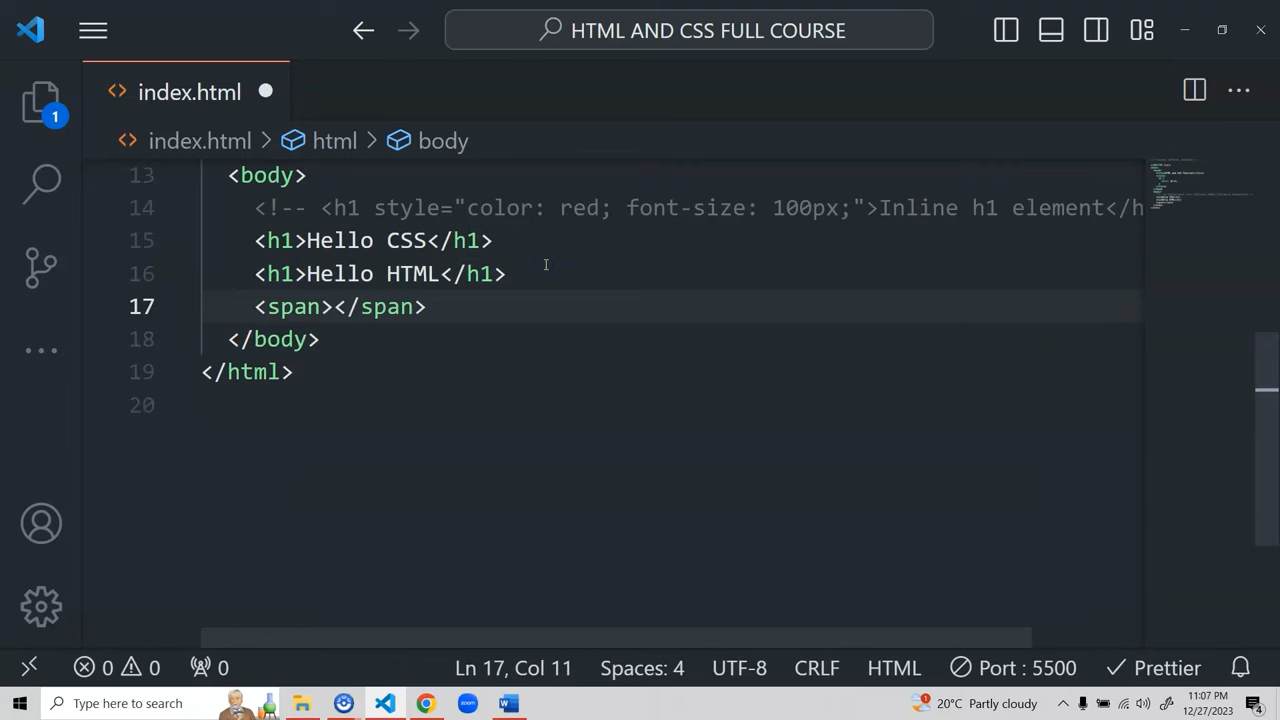 HTML AND CSS FULL COURSE
index.html
1
index.html > html > body
13 <body>
14 <!-- <h1 style="color: red; font-size: 100px;">Inline h1 element</h
15 <h1>Hello CSS</h1>
16 <h1>Hello HTML</h1>
17 <span></span>
18 </body>
19 </html>
20
0 0 0 Ln 17, Col 11 Spaces: 4 UTF-8 CRLF HTML Port : 5500 Prettier
Type here to search 1 20°C Partly cloudy 11:07 PM
zoom W 12/27/2023 4